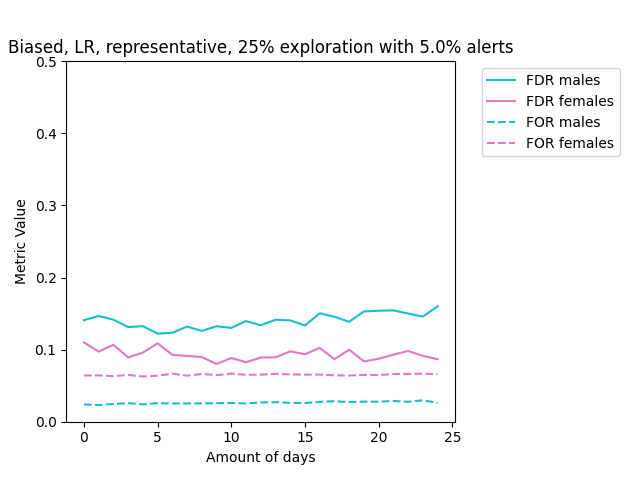 Biased, LR, representative, 25% exploration with 5.0% alerts
FDR males
FDR females
FOR males
FOR females
Metric Value
0.5
0.4
0.3
0.2
0.1
0.0
0 5 10 15 20 25
Amount of days